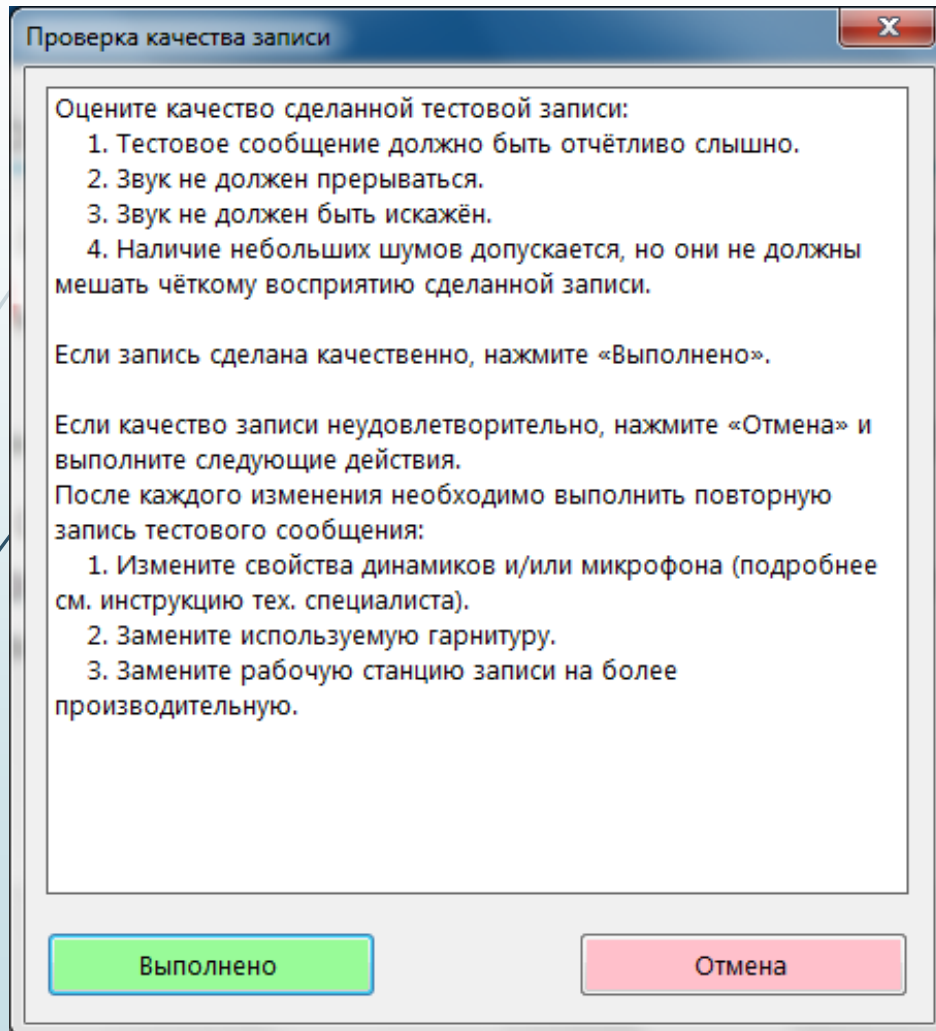 Проверка качества записи
Оцените качество сделанной тестовой записи:
1. Тестовое сообщение должно быть отчётливо слышно.
2. Звук не должен прерываться.
3. Звук не должен быть искажён.
4. Наличие небольших шумов допускается, но они не должны
мешать чёткому восприятию сделанной записи.
Если запись сделана качественно, нажмите «Выполнено».
Если качество записи неудовлетворительно, нажмите «Отмена» и
выполните следующие действия.
После каждого изменения необходимо выполнить повторную
запись тестового сообщения:
1. Измените свойства динамиков и/или микрофона (подробнее
см. инструкцию тех. специалиста).
2. Замените используемую гарнитуру.
3. Замените рабочую станцию записи на более
производительную.
Выполнено
Отмена